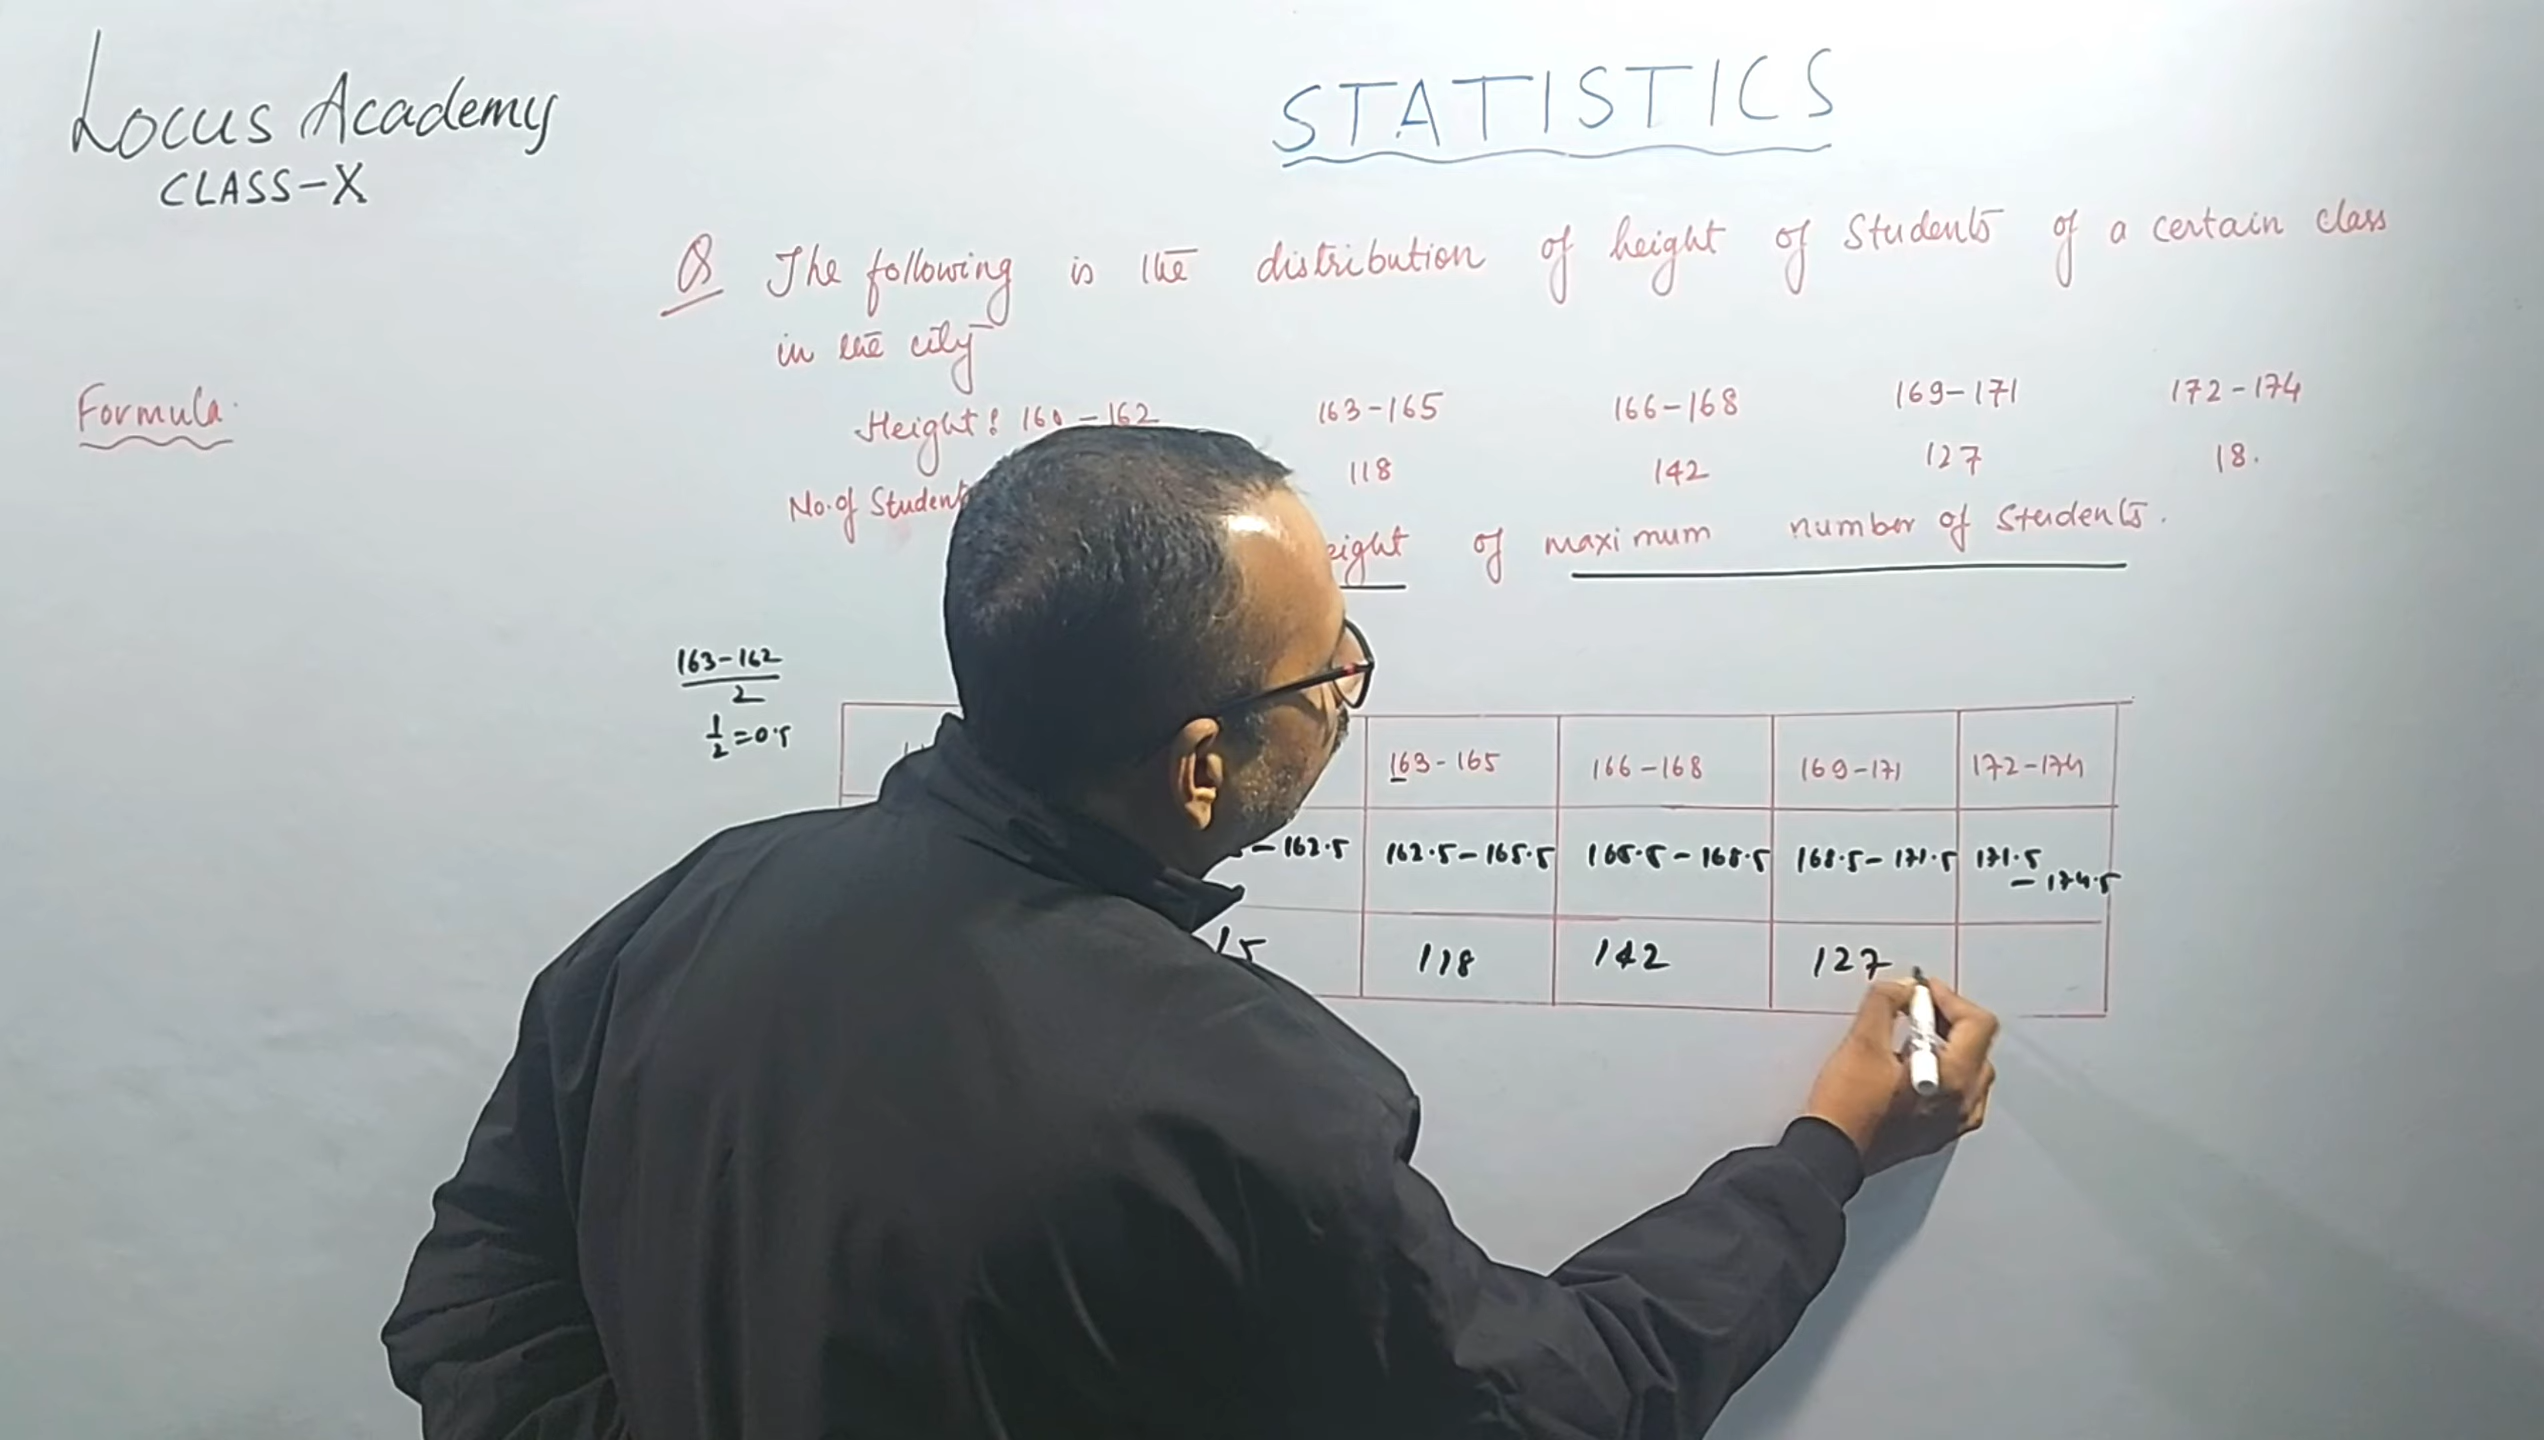 Locus Academy
CLASS-X
STATISTICS
Q The following is the distribution of height of Students of a certain class
in the city
Formula.
Height: 160-162 163-165 166-168 169-171 172-174
No. of Student 118 142 127 18.
eight of maximum number of Students.
163-162
2
1/2 = 0.5
163-165 166-168 169-171 172-174
-162.5 162.5-165.5 165.5-168.5 168.5-171.5 171.5
-174.5
15 118 142 127